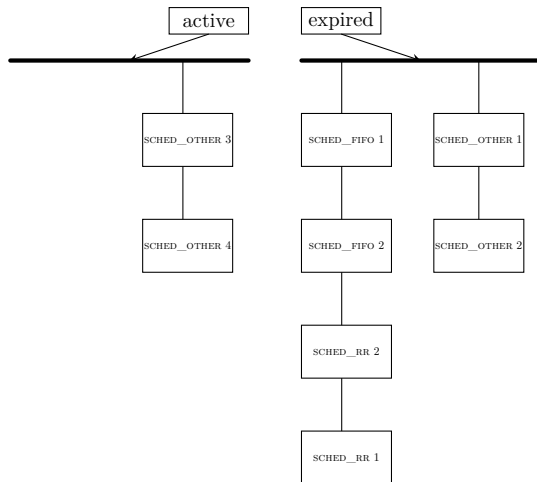 active
expired
SCHED_OTHER 3
SCHED_FIFO 1
SCHED_OTHER 1
SCHED_OTHER 4
SCHED_FIFO 2
SCHED_OTHER 2
SCHED_RR 2
SCHED_RR 1